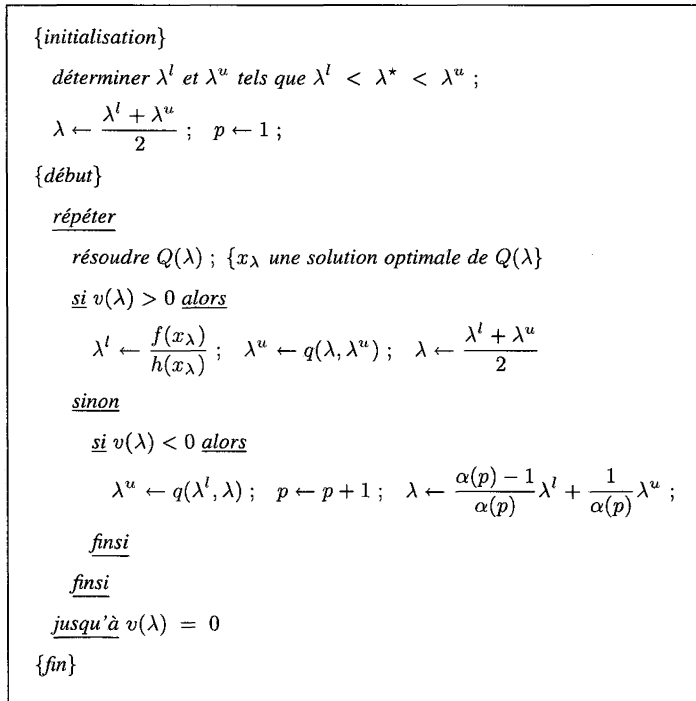 {initialisation}
déterminer λ^l et λ^u tels que λ^l < λ^⋆ < λ^u ;
λ ← (λ^l + λ^u)/2 ; p ← 1 ;
{début}
répéter
résoudre Q(λ) ; {x_λ une solution optimale de Q(λ}
si v(λ) > 0 alors
λ^l ← f(x_λ)/h(x_λ) ; λ^u ← q(λ, λ^u) ; λ ← (λ^l + λ^u)/2
sinon
si v(λ) < 0 alors
λ^u ← q(λ^l, λ) ; p ← p + 1 ; λ ← (α(p) − 1)/α(p) λ^l + 1/α(p) λ^u ;
finsi
finsi
jusqu'à v(λ) = 0
{fin}